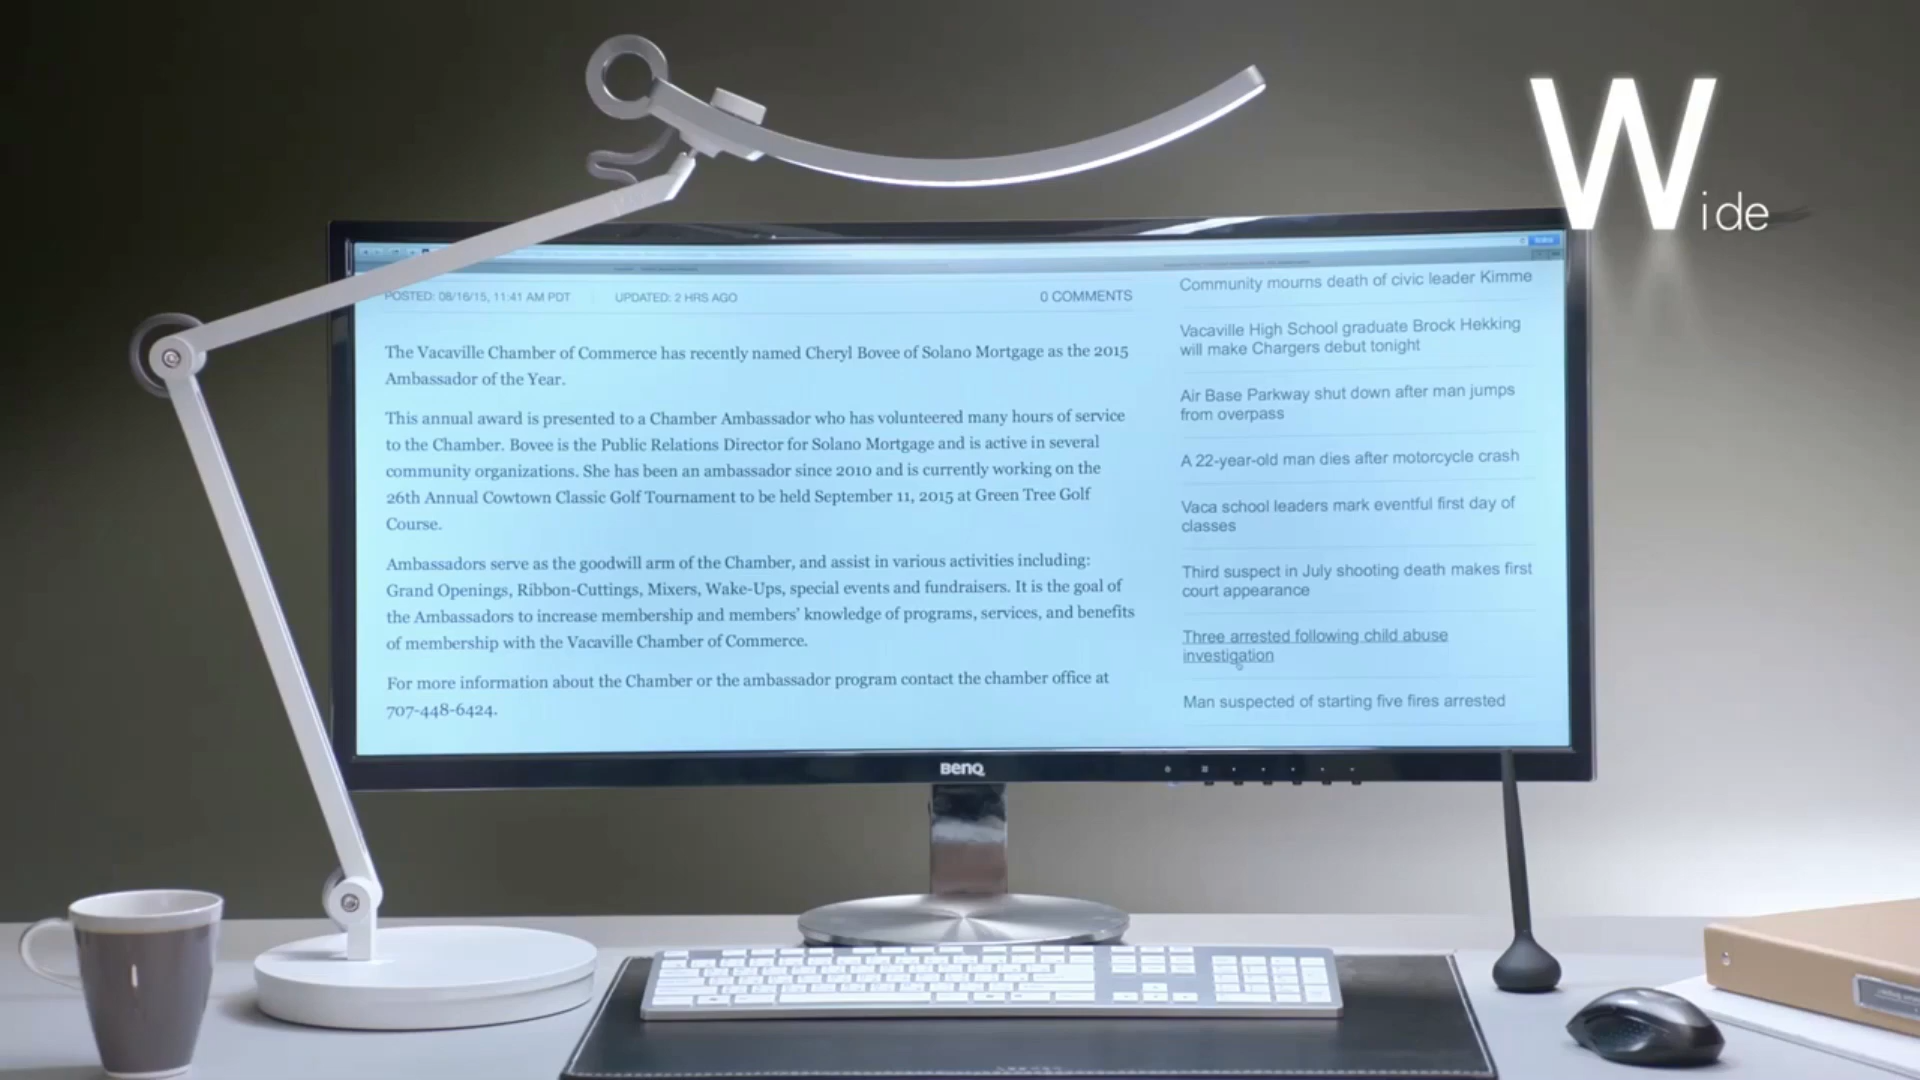 Wide
POSTED: 08/16/15, 11:41 AM PDT
UPDATED: 2 HRS AGO
0 COMMENTS
The Vacaville Chamber of Commerce has recently named Cheryl Bovee of Solano Mortgage as the 2015
Ambassador of the Year.
This annual award is presented to a Chamber Ambassador who has volunteered many hours of service
to the Chamber. Bovee is the Public Relations Director for Solano Mortgage and is active in several
community organizations. She has been an ambassador since 2010 and is currently working on the
26th Annual Cowtown Classic Golf Tournament to be held September 11, 2015 at Green Tree Golf
Course.
Ambassadors serve as the goodwill arm of the Chamber, and assist in various activities including:
Grand Openings, Ribbon-Cuttings, Mixers, Wake-Ups, special events and fundraisers. It is the goal of
the Ambassadors to increase membership and members' knowledge of programs, services, and benefits
of membership with the Vacaville Chamber of Commerce.
For more information about the Chamber or the ambassador program contact the chamber office at
707-448-6424.
Community mourns death of civic leader Kimme
Vacaville High School graduate Brock Hekking
will make Chargers debut tonight
Air Base Parkway shut down after man jumps
from overpass
A 22-year-old man dies after motorcycle crash
Vaca school leaders mark eventful first day of
classes
Third suspect in July shooting death makes first
court appearance
Three arrested following child abuse
investigation
Man suspected of starting five fires arrested
BenQ